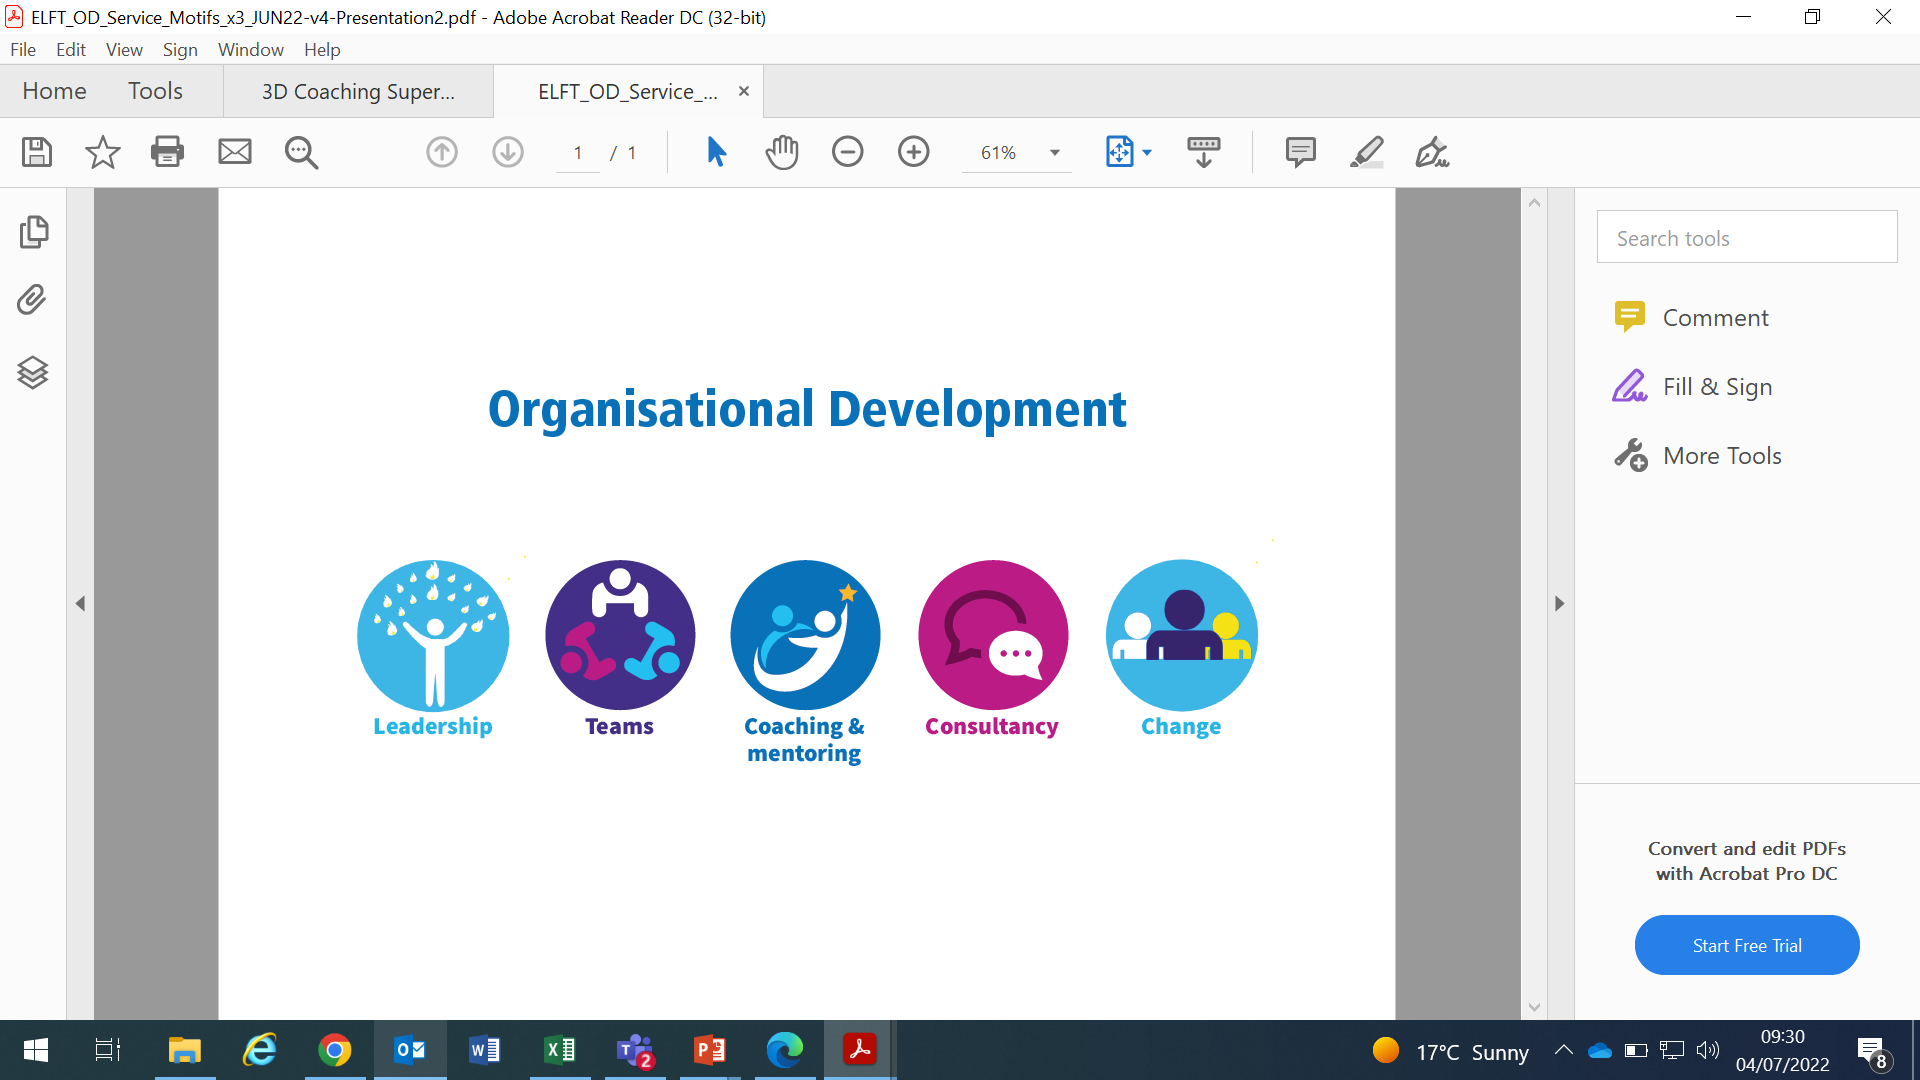 ELFT_OD_Service_Motifs_x3_JUN22-v4-Presentation2.pdf - Adobe Acrobat Reader DC (32-bit)
File Edit View Sign Window Help
Home Tools 3D Coaching Super... ELFT_OD_Service_...
1 / 1 61%
Search tools
Comment
Fill & Sign
More Tools
Organisational Development
Leadership Teams Coaching & mentoring Consultancy Change
Convert and edit PDFs
with Acrobat Pro DC
Start Free Trial
2
17°C Sunny
09:30
04/07/2022
8